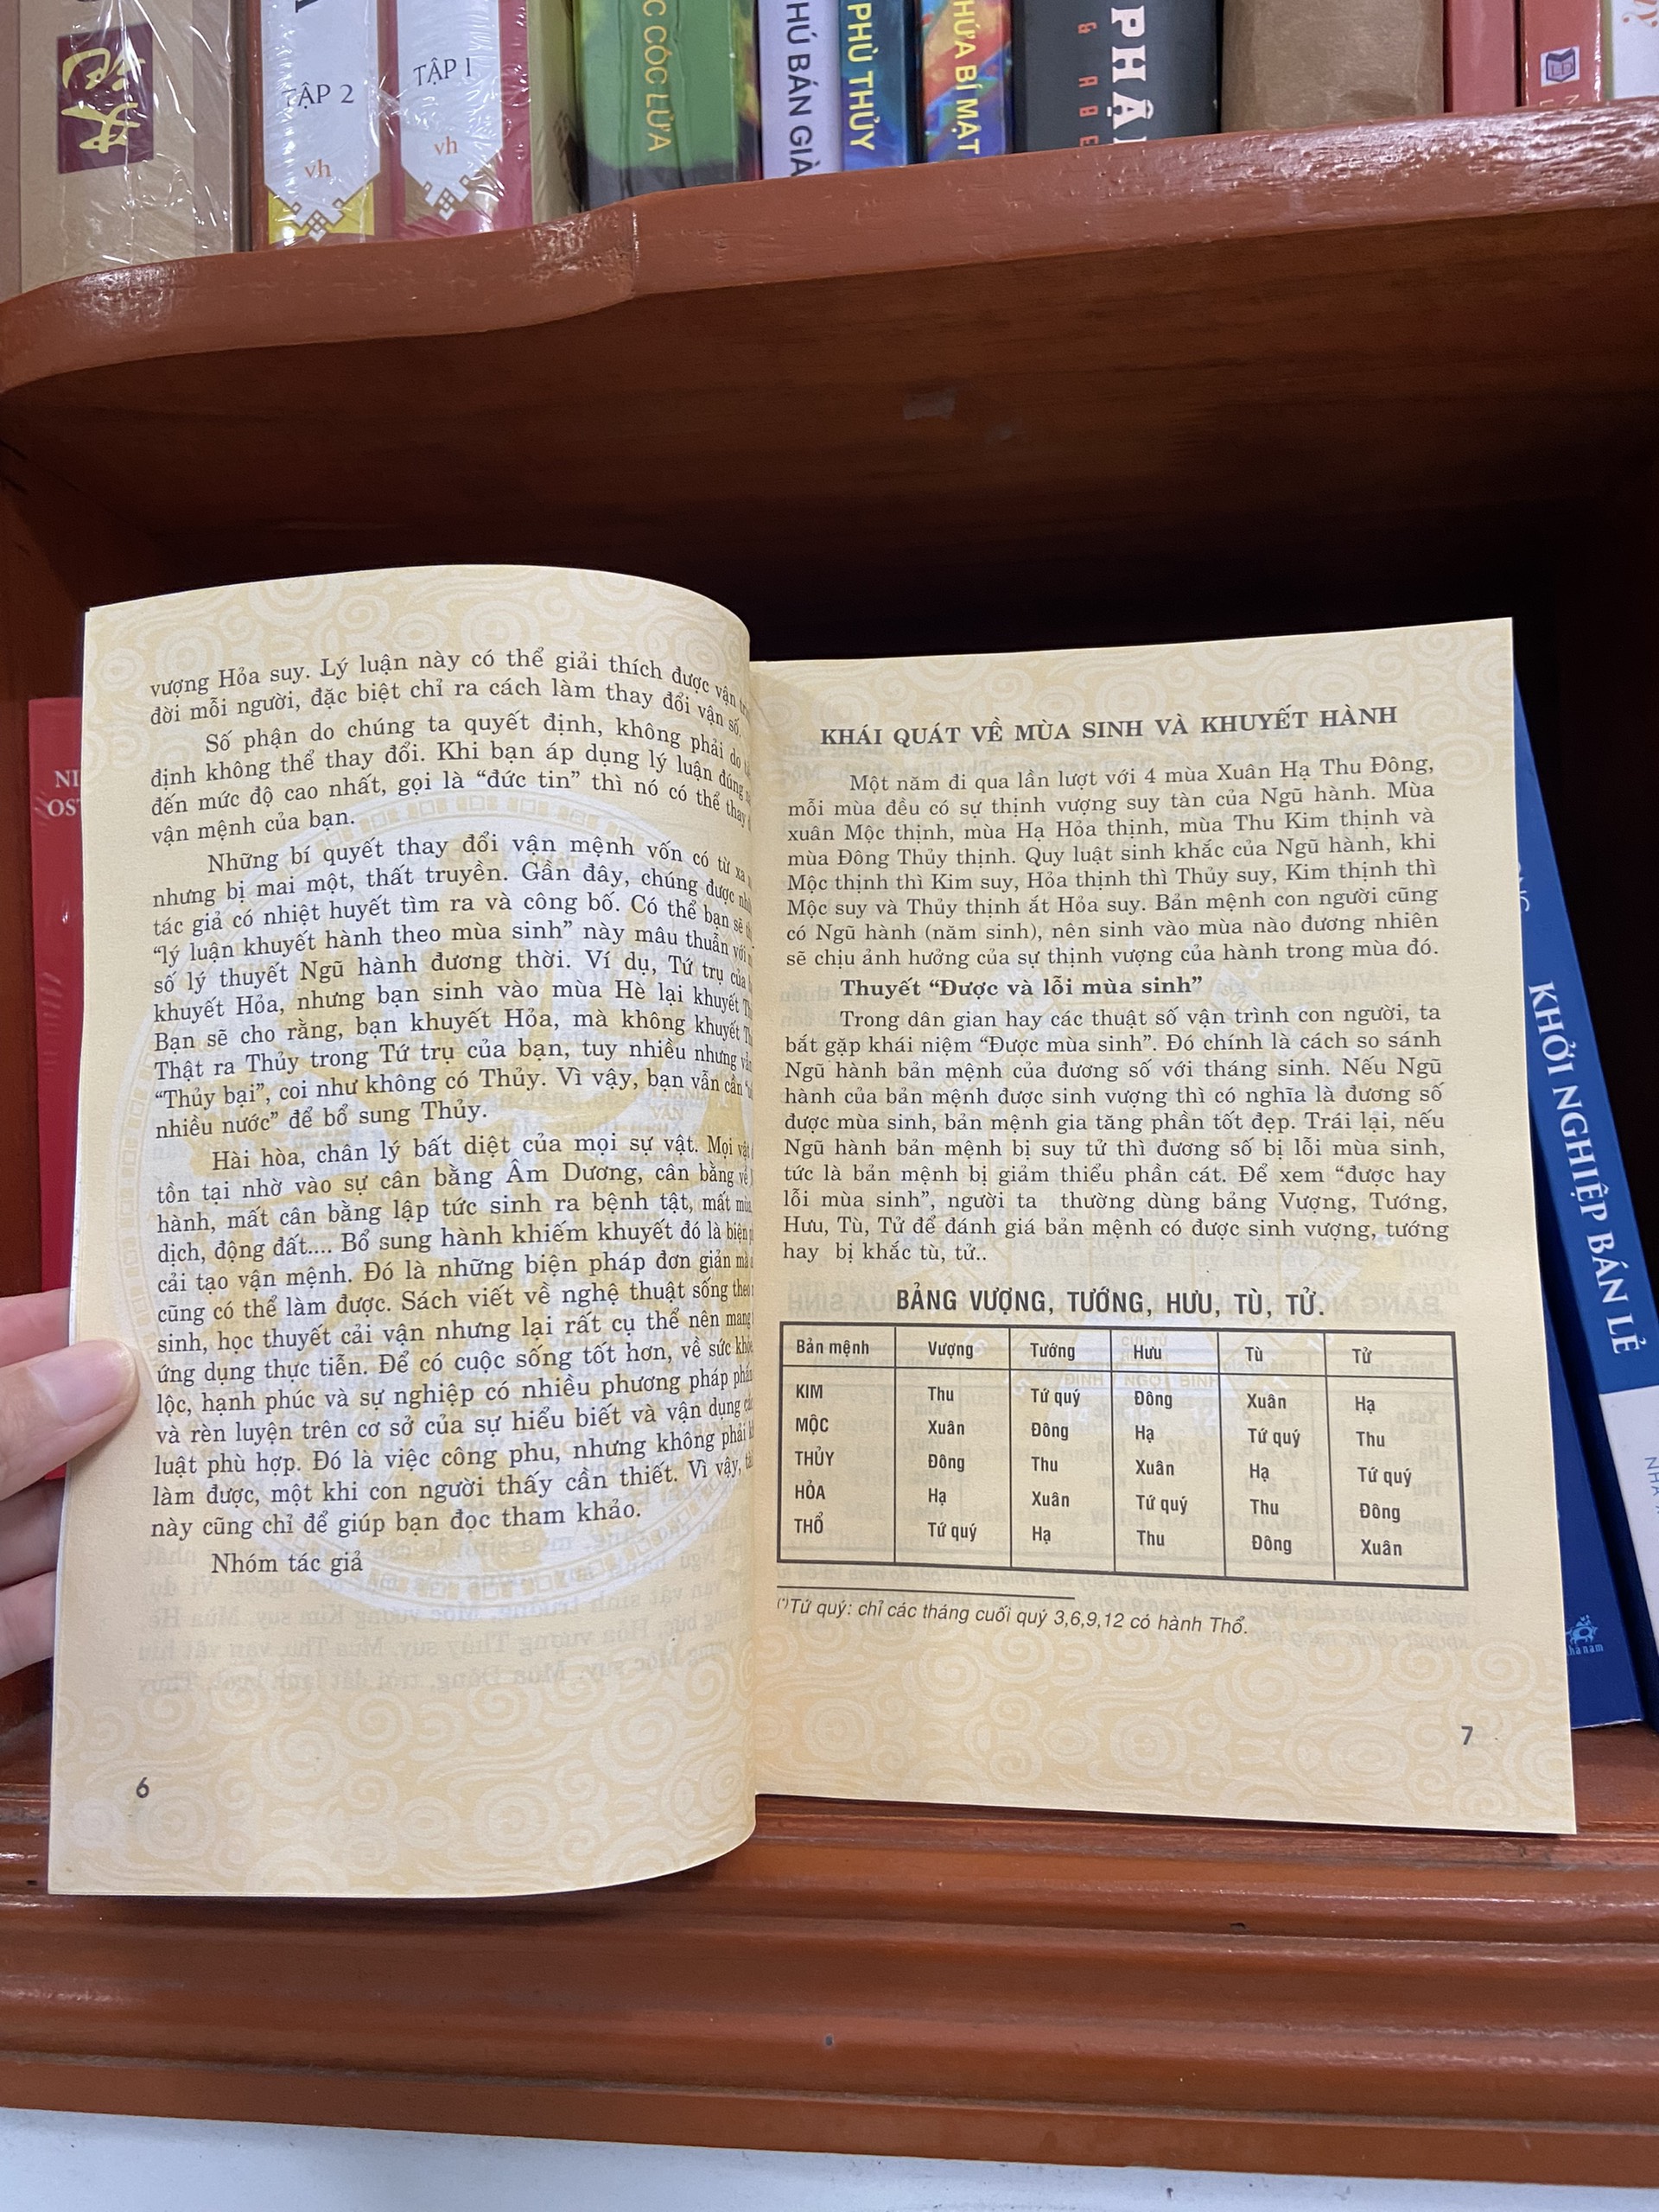 TẬP 2
vh
TẬP 1
vh
C CÓC LỬA
HÚ BÁN GIÀ
PHÙ THỦY
HỨA BÍ MẬT
PHẬ
& ABE
NI
OST
vượng Hỏa suy. Lý luận này có thể giải thích được vận
đời mỗi người, đặc biệt chỉ ra cách làm thay đổi vận số.
Số phận do chúng ta quyết định, không phải do
định không thể thay đổi. Khi bạn áp dụng lý luận đúng
đến mức độ cao nhất, gọi là “đức tin” thì nó có thể thay
vận mệnh của bạn.
Những bí quyết thay đổi vận mệnh vốn có từ xa
nhưng bị mai một, thất truyền. Gần đây, chúng được
tác giả có nhiệt huyết tìm ra và công bố. Có thể bạn sẽ
“lý luận khuyết hành theo mùa sinh” này mâu thuẫn với
số lý thuyết Ngũ hành đương thời. Ví dụ, Tứ trụ của
khuyết Hỏa, nhưng bạn sinh vào mùa Hè lại khuyết
Bạn sẽ cho rằng, bạn khuyết Hỏa, mà không khuyết
Thật ra Thủy trong Tứ trụ của bạn, tuy nhiều nhưng
“Thủy bại”, coi như không có Thủy. Vì vậy, bạn vẫn cần
nhiều nước” để bổ sung Thủy.
Hài hòa, chân lý bất diệt của mọi sự vật. Mọi vật
tồn tại nhờ vào sự cân bằng Âm Dương, cân bằng về
hành, mất cân bằng lập tức sinh ra bệnh tật, mất
dịch, động đất.... Bổ sung hành khiếm khuyết đó là biện
cải tạo vận mệnh. Đó là những biện pháp đơn giản mà
cũng có thể làm được. Sách viết về nghệ thuật sống theo
sinh, học thuyết cải vận nhưng lại rất cụ thể nên mang
ứng dụng thực tiễn. Để có cuộc sống tốt hơn, về sức
lộc, hạnh phúc và sự nghiệp có nhiều phương pháp
và rèn luyện trên cơ sở của sự hiểu biết và vận dụng
luật phù hợp. Đó là việc công phu, nhưng không phải
làm được, một khi con người thấy cần thiết. Vì vậy,
này cũng chỉ để giúp bạn đọc tham khảo.
Nhóm tác giả
6
KHÁI QUÁT VỀ MÙA SINH VÀ KHUYẾT HÀNH
Một năm đi qua lần lượt với 4 mùa Xuân Hạ Thu Đông,
mỗi mùa đều có sự thịnh vượng suy tàn của Ngũ hành. Mùa
xuân Mộc thịnh, mùa Hạ Hỏa thịnh, mùa Thu Kim thịnh và
mùa Đông Thủy thịnh. Quy luật sinh khắc của Ngũ hành, khi
Mộc thịnh thì Kim suy, Hỏa thịnh thì Thủy suy, Kim thịnh thì
Mộc suy và Thủy thịnh ắt Hỏa suy. Bản mệnh con người cũng
có Ngũ hành (năm sinh), nên sinh vào mùa nào đương nhiên
sẽ chịu ảnh hưởng của sự thịnh vượng của hành trong mùa đó.
Thuyết “Được và lỗi mùa sinh”
Trong dân gian hay các thuật số vận trình con người, ta
bắt gặp khái niệm “Được mùa sinh”. Đó chính là cách so sánh
Ngũ hành bản mệnh của đương số với tháng sinh. Nếu Ngũ
hành của bản mệnh được sinh vượng thì có nghĩa là đương số
được mùa sinh, bản mệnh gia tăng phần tốt đẹp. Trái lại, nếu
Ngũ hành bản mệnh bị suy tử thì đương số bị lỗi mùa sinh,
tức là bản mệnh bị giảm thiểu phần cát. Để xem “được hay
lỗi mùa sinh”, người ta thường dùng bảng Vượng, Tướng,
Hưu, Tù, Tử để đánh giá bản mệnh có được sinh vượng, tướng
hay bị khắc tù, tử..
BẢNG VƯỢNG, TƯỚNG, HƯU, TÙ, TỬ.
Bản mệnh Vượng Tướng Hưu Tù Tử
KIM Thu Tứ quý Đông Xuân Hạ
MỘC Xuân Đông Hạ Tứ quý Thu
THỦY Đông Thu Xuân Hạ Tứ quý
HỎA Hạ Xuân Tứ quý Thu Đông
THỔ Tứ quý Hạ Thu Đông Xuân
(*)Tứ quý: chỉ các tháng cuối quý 3,6,9,12 có hành Thổ.
7
KHỞI NGHIỆP BÁN LẺ